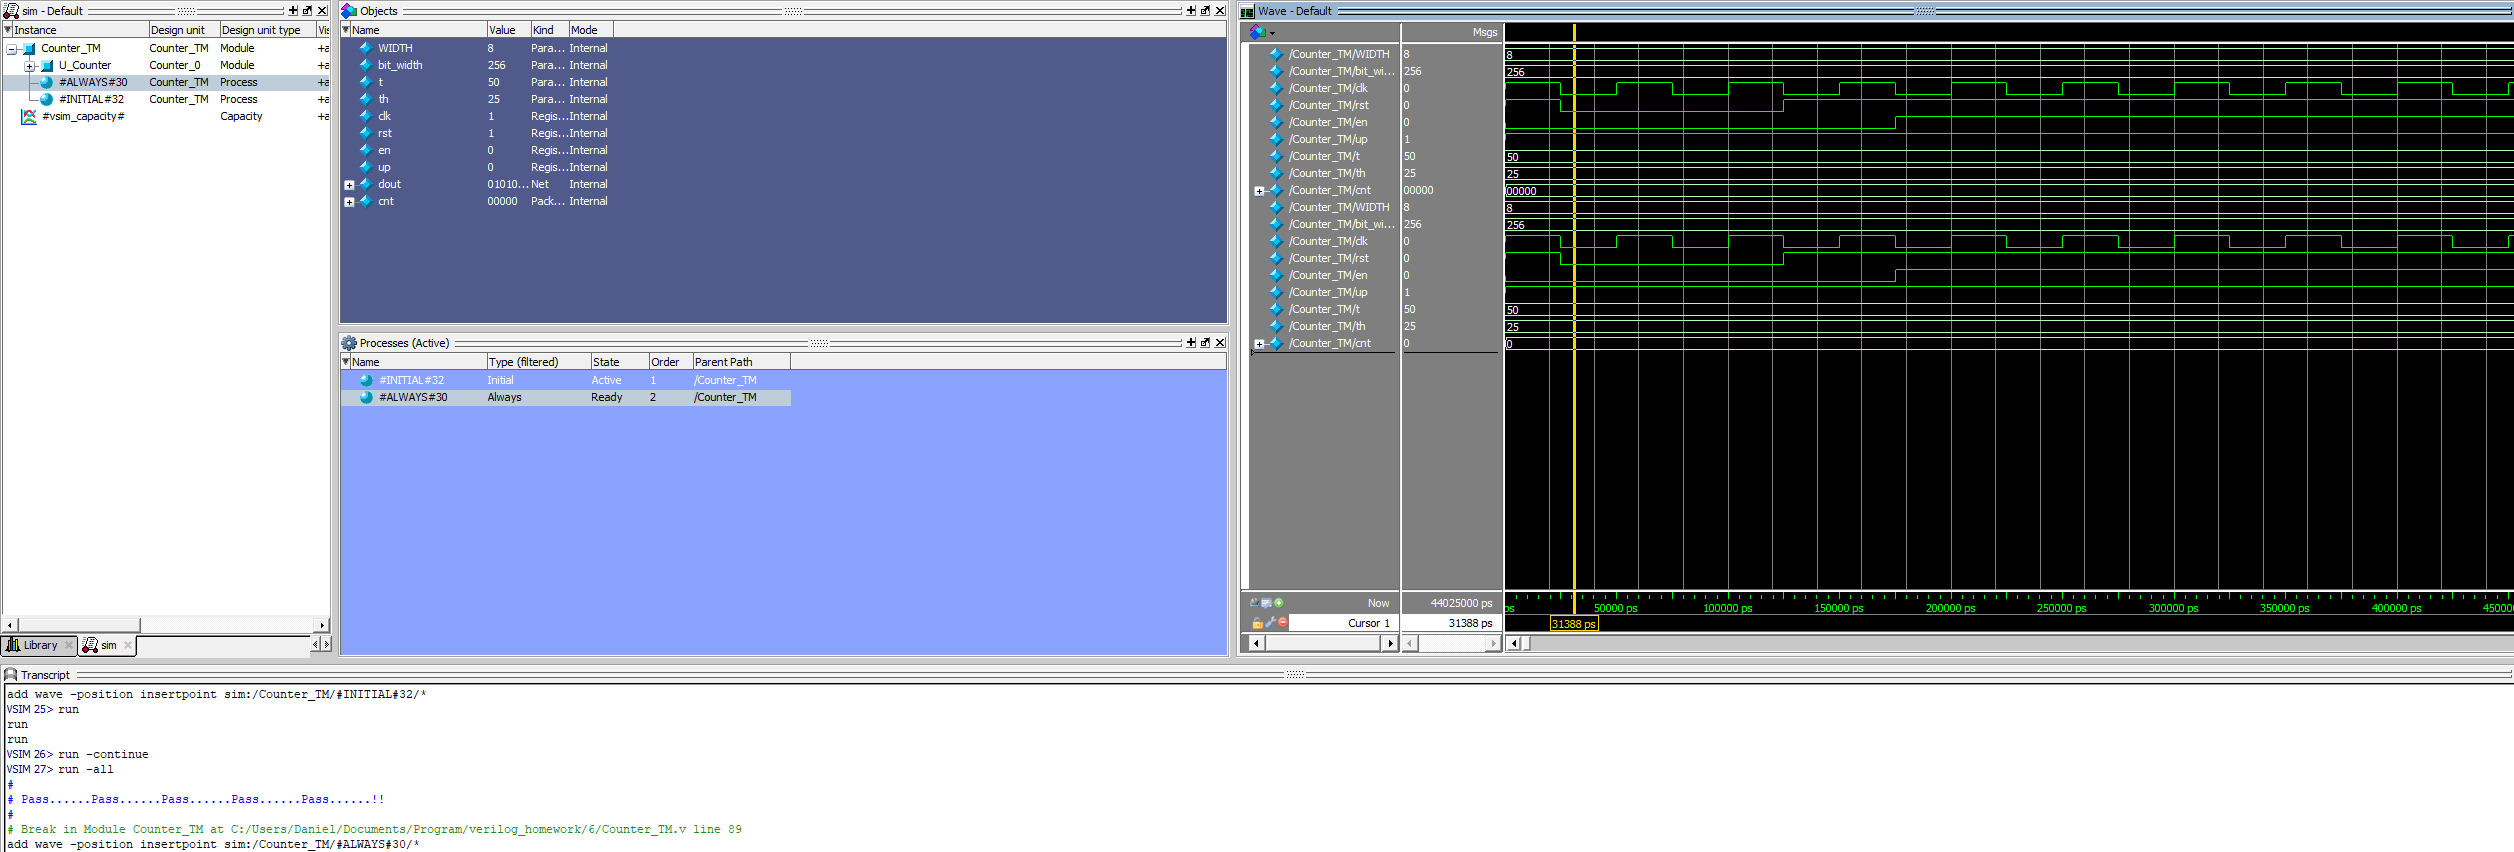 sim - Default
Instance Design unit Design unit type Vis
Counter_TM Counter_TM Module +a
U_Counter Counter_0 Module +a
#ALWAYS#30 Counter_TM Process +a
#INITIAL#32 Counter_TM Process +a
#vsim_capacity# Capacity +a
Library sim
Objects
Name Value Kind Mode
WIDTH 8 Para... Internal
bit_width 256 Para... Internal
t 50 Para... Internal
th 25 Para... Internal
clk 1 Regis... Internal
rst 1 Regis... Internal
en 0 Regis... Internal
up 0 Regis... Internal
dout 01010... Net Internal
cnt 00000 Pack... Internal
Processes (Active)
Name Type (filtered) State Order Parent Path
#INITIAL#32 Initial Active 1 /Counter_TM
#ALWAYS#30 Always Ready 2 /Counter_TM
Wave - Default
Msgs
/Counter_TM/WIDTH 8 8
/Counter_TM/bit_wi... 256 256
/Counter_TM/clk 0
/Counter_TM/rst 0
/Counter_TM/en 0
/Counter_TM/up 1
/Counter_TM/t 50 50
/Counter_TM/th 25 25
/Counter_TM/cnt 00000 00000
/Counter_TM/WIDTH 8 8
/Counter_TM/bit_wi... 256 256
/Counter_TM/clk 0
/Counter_TM/rst 0
/Counter_TM/en 0
/Counter_TM/up 1
/Counter_TM/t 50 50
/Counter_TM/th 25 25
/Counter_TM/cnt 0 0
Now 44025000 ps ps 50000 ps 100000 ps 150000 ps 200000 ps 250000 ps 300000 ps 350000 ps 400000 ps 450000
Cursor 1 31388 ps 31388 ps
Transcript
add wave -position insertpoint sim:/Counter_TM/#INITIAL#32/*
VSIM 25> run
run
run
VSIM 26> run -continue
VSIM 27> run -all
#
# Pass......Pass......Pass......Pass......Pass......!!
#
# Break in Module Counter_TM at C:/Users/Daniel/Documents/Program/verilog_homework/6/Counter_TM.v line 89
add wave -position insertpoint sim:/Counter_TM/#ALWAYS#30/*